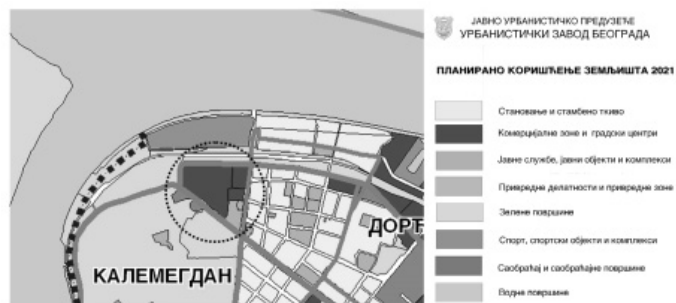 ЈАВНО УРБАНИСТИЧКО ПРЕДУЗЕЋЕ
УРБАНИСТИЧКИ ЗАВОД БЕОГРАДА
ПЛАНИРАНО КОРИШЋЕЊЕ ЗЕМЉИШТА 2021
Становање и стамбено ткиво
Комерцијалне зоне и градски центри
Јавне службе, јавни објекти и комплекси
Привредне делатности и привредне зоне
Зелене површине
Спорт, спортски објекти и комплекси
Саобраћај и саобраћајне површине
Водне површине
ДОРЋ
КАЛЕМЕГДАН